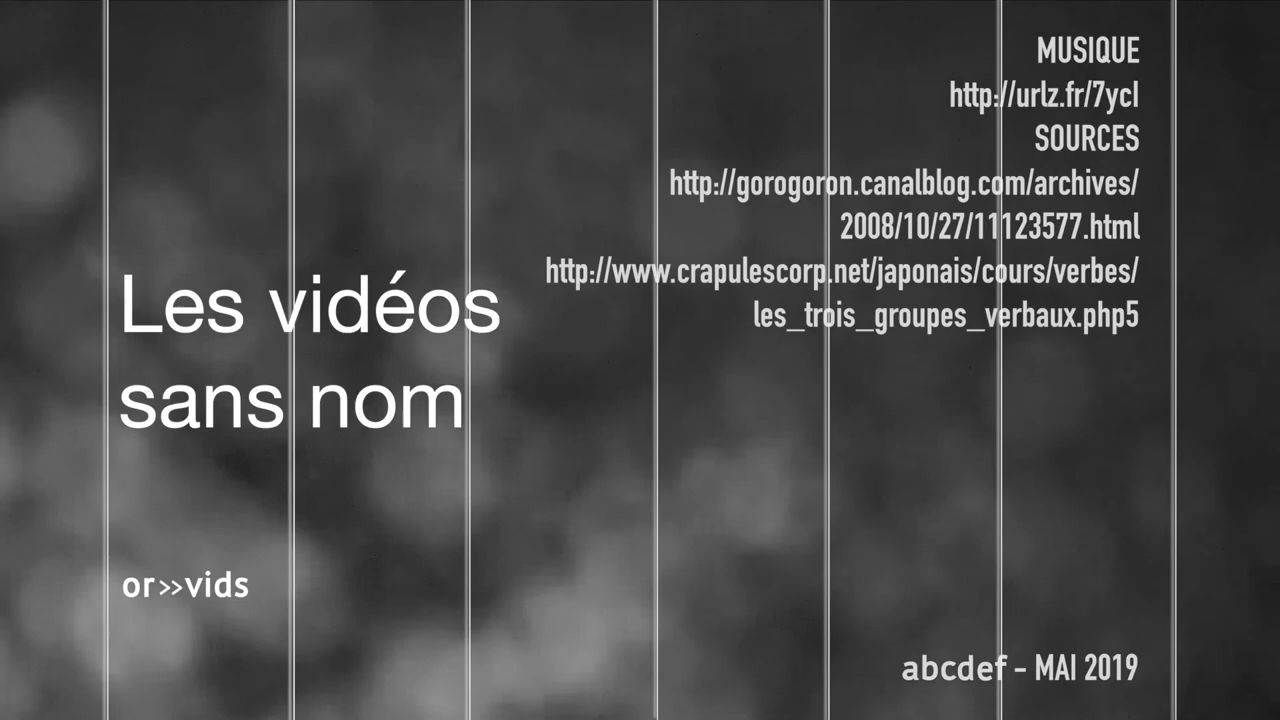 MUSIQUE
http://urlz.fr/7ycl
SOURCES
http://gorogoron.canalblog.com/archives/
2008/10/27/11123577.html
http://www.crapulescorp.net/japonais/cours/verbes/
les_trois_groupes_verbaux.php5
Les vidéos
sans nom
or>>vids
abcdef - MAI 2019